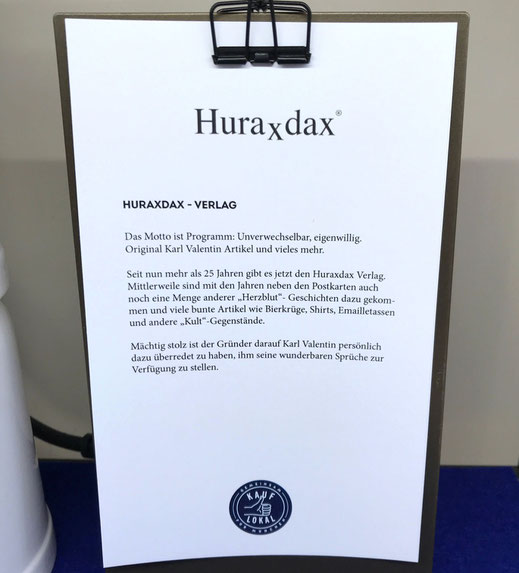 Huraxdax®
HURAXDAX - VERLAG
Das Motto ist Programm: Unverwechselbar, eigenwillig.
Original Karl Valentin Artikel und vieles mehr.
Seit nun mehr als 25 Jahren gibt es jetzt den Huraxdax Verlag.
Mittlerweile sind mit den Jahren neben den Postkarten auch
noch eine Menge anderer „Herzblut“- Geschichten dazu gekom-
men und viele bunte Artikel wie Bierkrüge, Shirts, Emailletassen
und andere „Kult“-Gegenstände.
Mächtig stolz ist der Gründer darauf Karl Valentin persönlich
dazu überredet zu haben, ihm seine wunderbaren Sprüche zur
Verfügung zu stellen.
GEMEINSAM
KAUF
LOKAL
FÜR MÜNCHEN